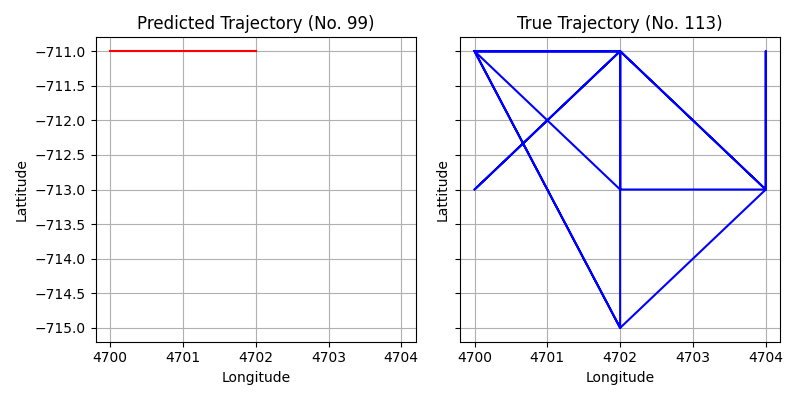 Predicted Trajectory (No. 99)
True Trajectory (No. 113)
Lattitude
−711.0
−711.5
−712.0
−712.5
−713.0
−713.5
−714.0
−714.5
−715.0
4700 4701 4702 4703 4704
Longitude
Lattitude
4700 4701 4702 4703 4704
Longitude